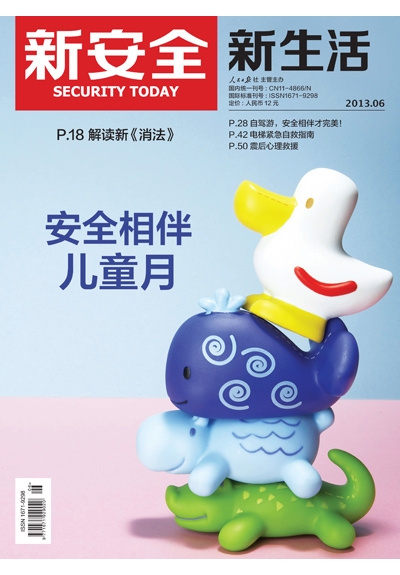 新安全
SECURITY TODAY
新生活
人民日报社 主管主办
国内统一刊号：CN11-4866/N
国际标准刊号：ISSN1671-9298
定价：人民币12元
2013.06
P.18 解读新《消法》
P.28 自驾游，安全相伴才完美！
P.42 电梯紧急自救指南
P.50 震后心理救援
安全相伴
儿童月
ISSN 1671-9298